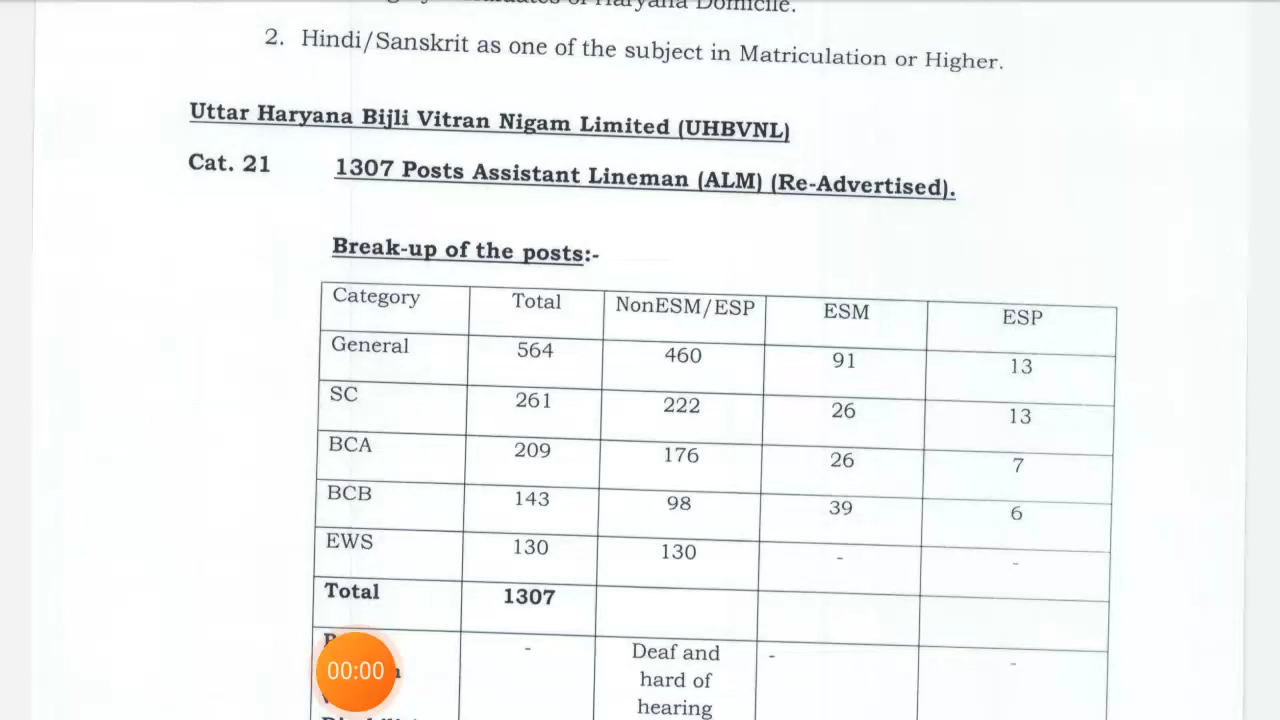 Haryana Domicile.
2. Hindi/Sanskrit as one of the subject in Matriculation or Higher.
Uttar Haryana Bijli Vitran Nigam Limited (UHBVNL)
Cat. 21 1307 Posts Assistant Lineman (ALM) (Re-Advertised).
Break-up of the posts:-
Category Total NonESM/ESP ESM ESP
General 564 460 91 13
SC 261 222 26 13
BCA 209 176 26 7
BCB 143 98 39 6
EWS 130 130 - -
Total 1307
- Deaf and - -
hard of
hearing
00:00